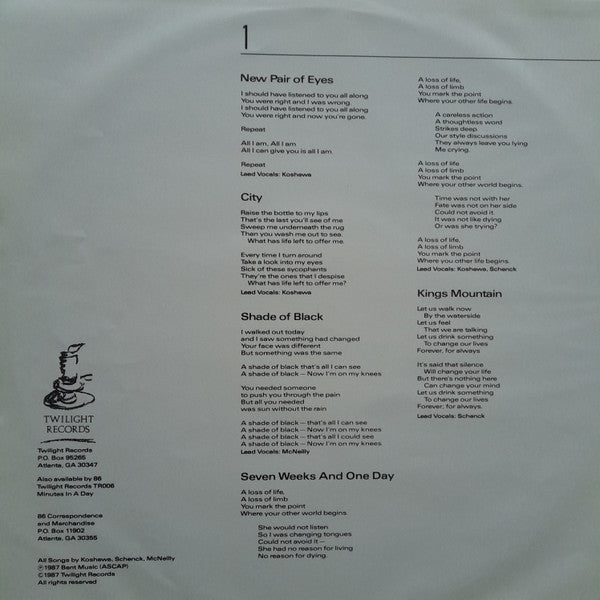 1
New Pair of Eyes
I should have listened to you all along
You were right and I was wrong
I should have listened to you all along
You were right and now you're gone.
Repeat
All I am, All I am
All I can give you is all I am.
Repeat
Lead Vocals: Koshewa
City
Raise the bottle to my lips
That's the last you'll see of me
Sweep me underneath the rug
Then you wash me out to sea.
What has life left to offer me.
Every time I turn around
Take a look into my eyes
Sick of these sycophants
They're the ones that I despise
What has life left to offer me?
Lead Vocals: Koshewa
Shade of Black
I walked out today
and I saw something had changed
Your face was different
But something was the same
A shade of black that's all I can see
A shade of black — Now I'm on my knees
You needed someone
to push you through the pain
But all you needed
was sun without the rain
A shade of black — that's all I can see
A shade of black — Now I'm on my knees
A shade of black — that's all I could see
A shade of black — Now I'm on my knees
Lead Vocals: McNeilly
Seven Weeks And One Day
A loss of life,
A loss of limb
You mark the point
Where your other world begins.
She would not listen
So I was changing tongues
Could not avoid it —
She had no reason for living
No reason for dying.
A loss of life,
A loss of limb
You mark the point
Where your other life begins.
A careless action
A thoughtless word
Strikes deep
Our style discussions
They always leave you lying
Me crying.
A loss of life
A loss of limb
You mark the point
Where your other world begins.
Time was not with her
Fate was not on her side
Could not avoid it.
It was not like dying
Or was she trying?
A loss of life,
A loss of limb
You mark the point
Where you other life begins.
Lead Vocals: Koshewa, Schenck
Kings Mountain
Let us walk now
By the waterside
Let us feel
That we are talking
Let us drink something
To change our lives
Forever, for always
It's said that silence
Will change your life
But there's nothing here
Can change your mind
Let us drink something
To change our lives
Forever, for always.
Lead Vocals: Schenck
TWILIGHT
RECORDS
Twilight Records
P.O. Box 95265
Atlanta, GA 30347
Also available by 86
Twilight Records TR006
Minutes In A Day
86 Correspondence
and Merchandise
P.O. Box 11902
Atlanta, GA 30355
All Songs by Koshewa, Schenck, McNeilly
℗1987 Bent Music (ASCAP)
©1987 Twilight Records
All rights reserved